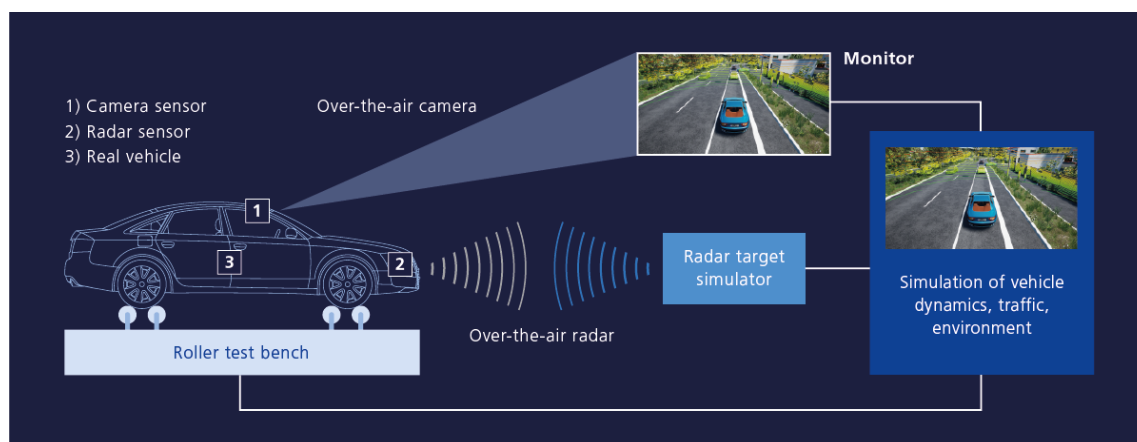 Monitor
1) Camera sensor
2) Radar sensor
3) Real vehicle
Over-the-air camera
1
2
3
Radar target
simulator
Simulation of vehicle
dynamics, traffic,
environment
Over-the-air radar
Roller test bench